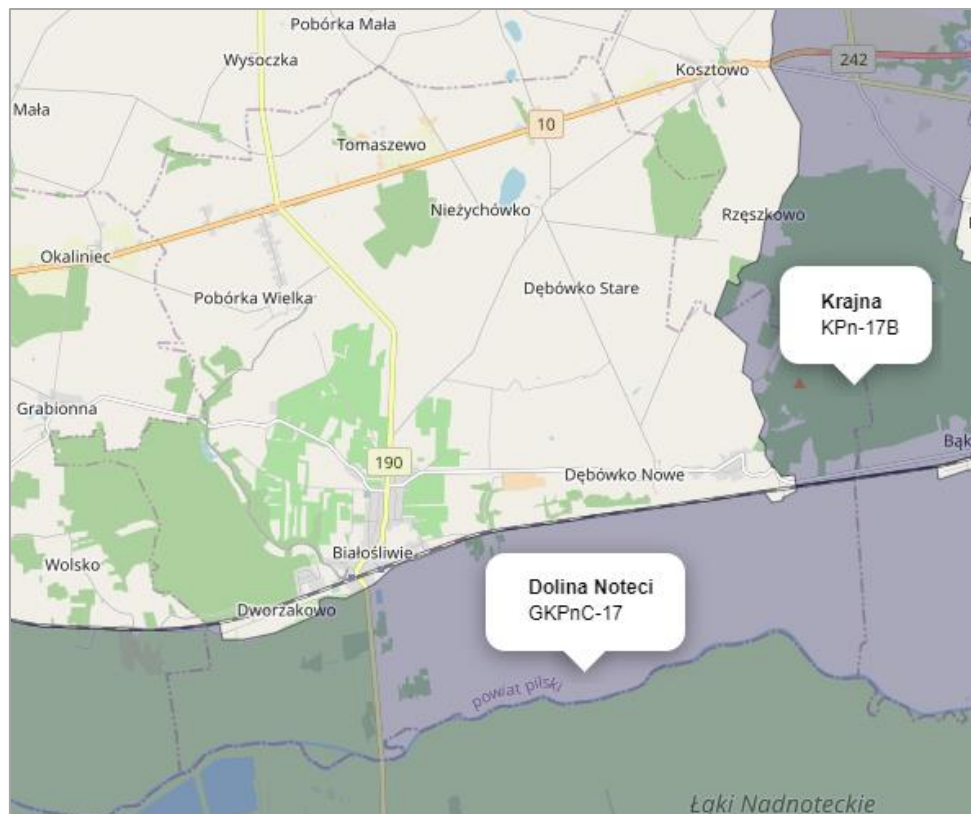 Pobórka Mała
Wysoczka
Kosztowo
242
Mała
10
Tomaszewo
Nieżychówko
Rzęszkowo
Okaliniec
Dębówko Stare
Pobórka Wielka
Krajna
KPn-17B
Grabionna
Bąk
190
Dębówko Nowe
Białośliwie
Wolsko
Dolina Noteci
GKPnC-17
Dworzakowo
powiat pilski
Łąki Nadnoteckie